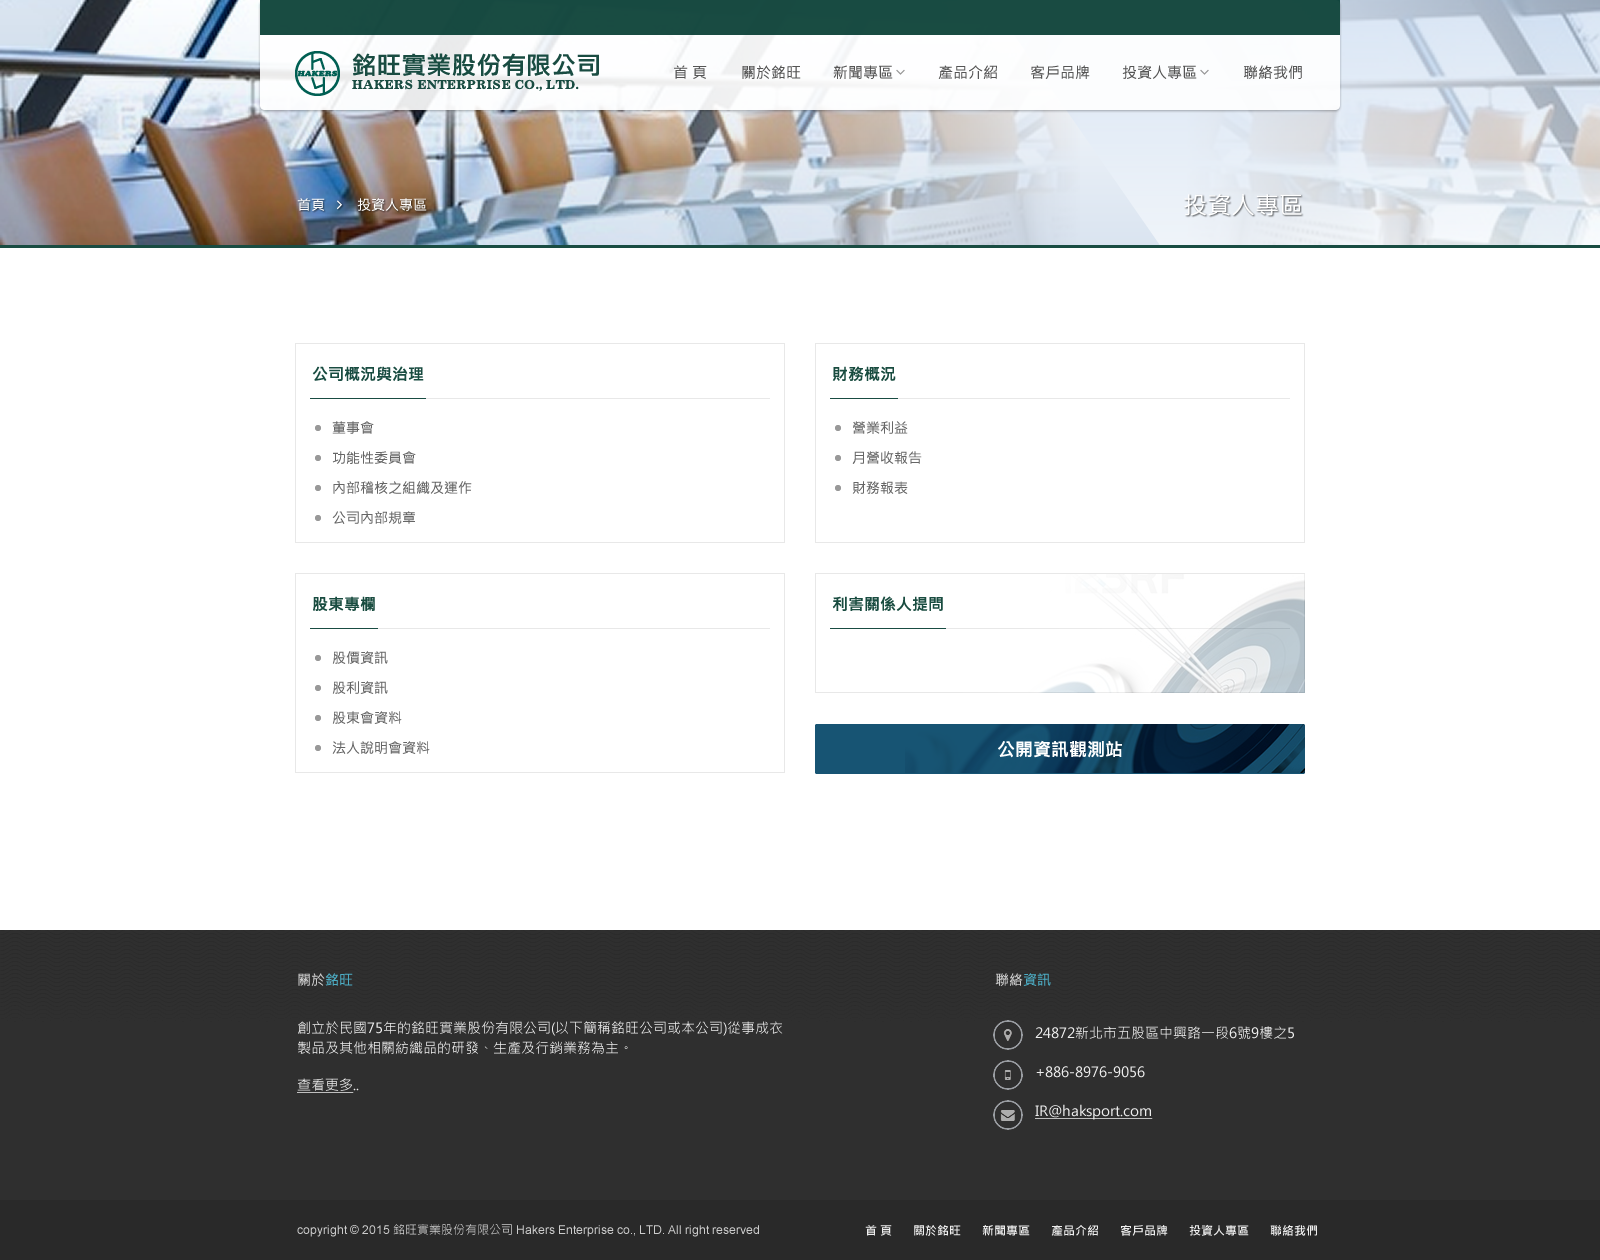 HAKERS
銘旺實業股份有限公司
HAKERS ENTERPRISE CO., LTD.
首 頁 關於銘旺 新聞專區 產品介紹 客戶品牌 投資人專區 聯絡我們
首頁 > 投資人專區
投資人專區
公司概況與治理
董事會
功能性委員會
內部稽核之組織及運作
公司內部規章
財務概況
營業利益
月營收報告
財務報表
股東專欄
股價資訊
股利資訊
股東會資料
法人說明會資料
利害關係人提問
公開資訊觀測站
關於銘旺
創立於民國75年的銘旺實業股份有限公司(以下簡稱銘旺公司或本公司)從事成衣
製品及其他相關紡織品的研發、生產及行銷業務為主。
查看更多..
聯絡資訊
24872新北市五股區中興路一段6號9樓之5
+886-8976-9056
IR@haksport.com
copyright © 2015 銘旺實業股份有限公司 Hakers Enterprise co., LTD. All right reserved
首 頁 關於銘旺 新聞專區 產品介紹 客戶品牌 投資人專區 聯絡我們